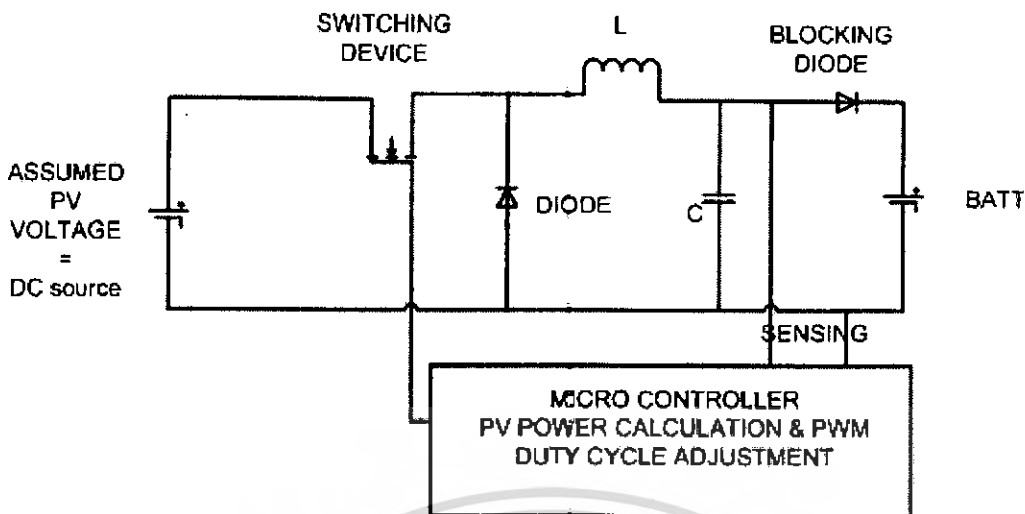 SWITCHING
DEVICE
L
BLOCKING
DIODE
ASSUMED
PV
VOLTAGE
=
DC source
DIODE
C
BATT
SENSING
MICRO CONTROLLER
PV POWER CALCULATION & PWM
DUTY CYCLE ADJUSTMENT